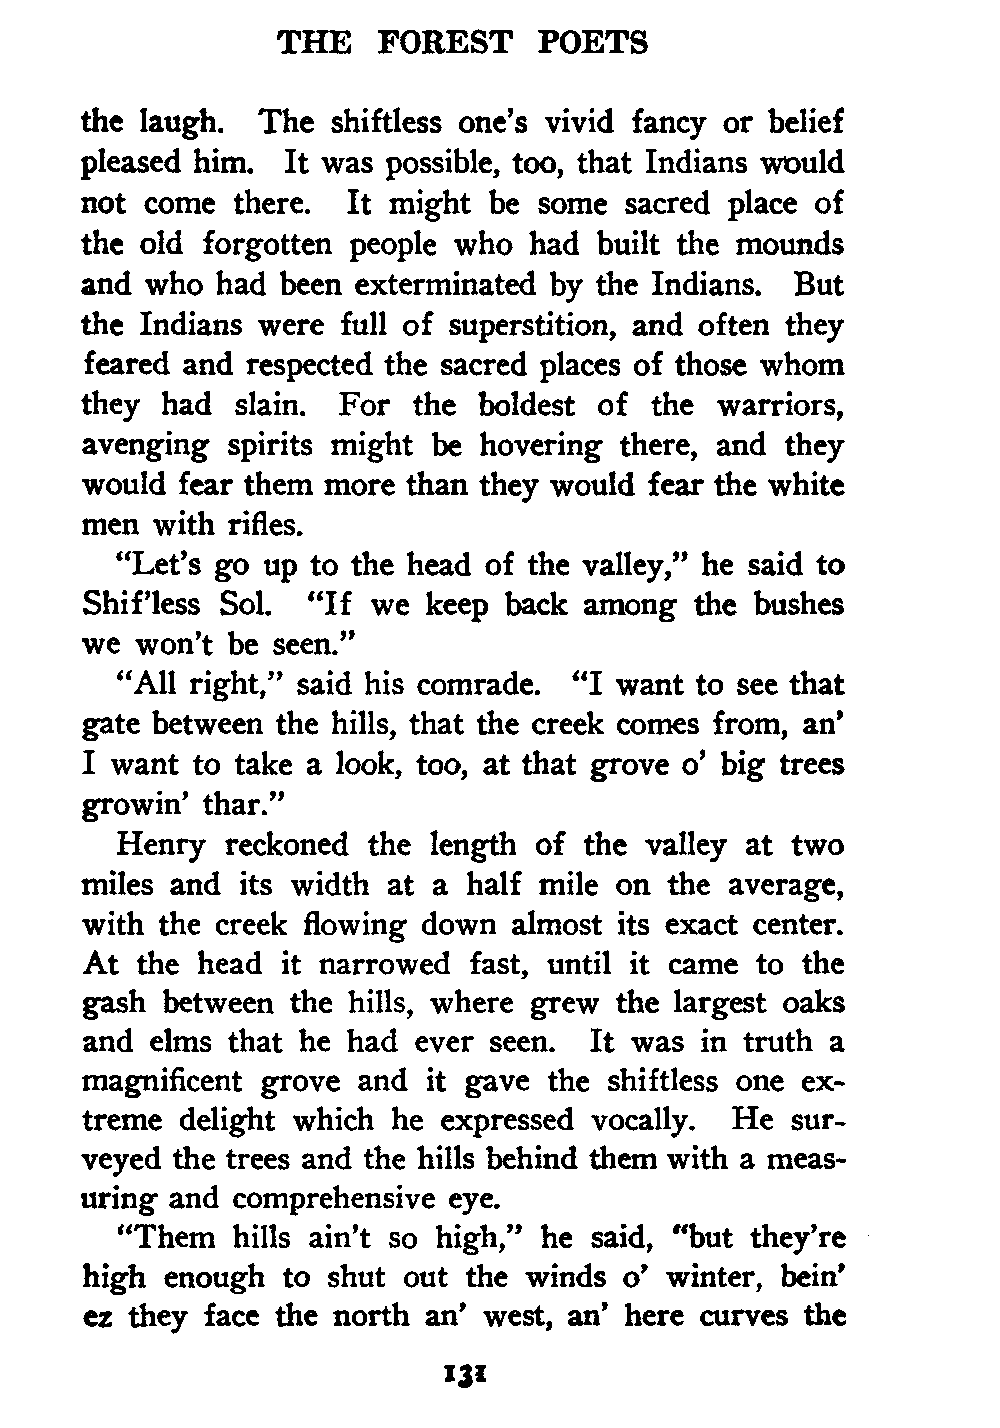 THE FOREST POETS
the laugh. The shiftless one's vivid fancy or belief
pleased him. It was possible, too, that Indians would
not come there. It might be some sacred place of
the old forgotten people who had built the mounds
and who had been exterminated by the Indians. But
the Indians were full of superstition, and often they
feared and respected the sacred places of those whom
they had slain. For the boldest of the warriors,
avenging spirits might be hovering there, and they
would fear them more than they would fear the white
men with rifles.
"Let's go up to the head of the valley," he said to
Shif'less Sol. "If we keep back among the bushes
we won't be seen."
"All right," said his comrade. "I want to see that
gate between the hills, that the creek comes from, an'
I want to take a look, too, at that grove o' big trees
growin' thar."
Henry reckoned the length of the valley at two
miles and its width at a half mile on the average,
with the creek flowing down almost its exact center.
At the head it narrowed fast, until it came to the
gash between the hills, where grew the largest oaks
and elms that he had ever seen. It was in truth a
magnificent grove and it gave the shiftless one ex-
treme delight which he expressed vocally. He sur-
veyed the trees and the hills behind them with a meas-
uring and comprehensive eye.
"Them hills ain't so high," he said, "but they're
high enough to shut out the winds o' winter, bein'
ez they face the north an' west, an' here curves the
131